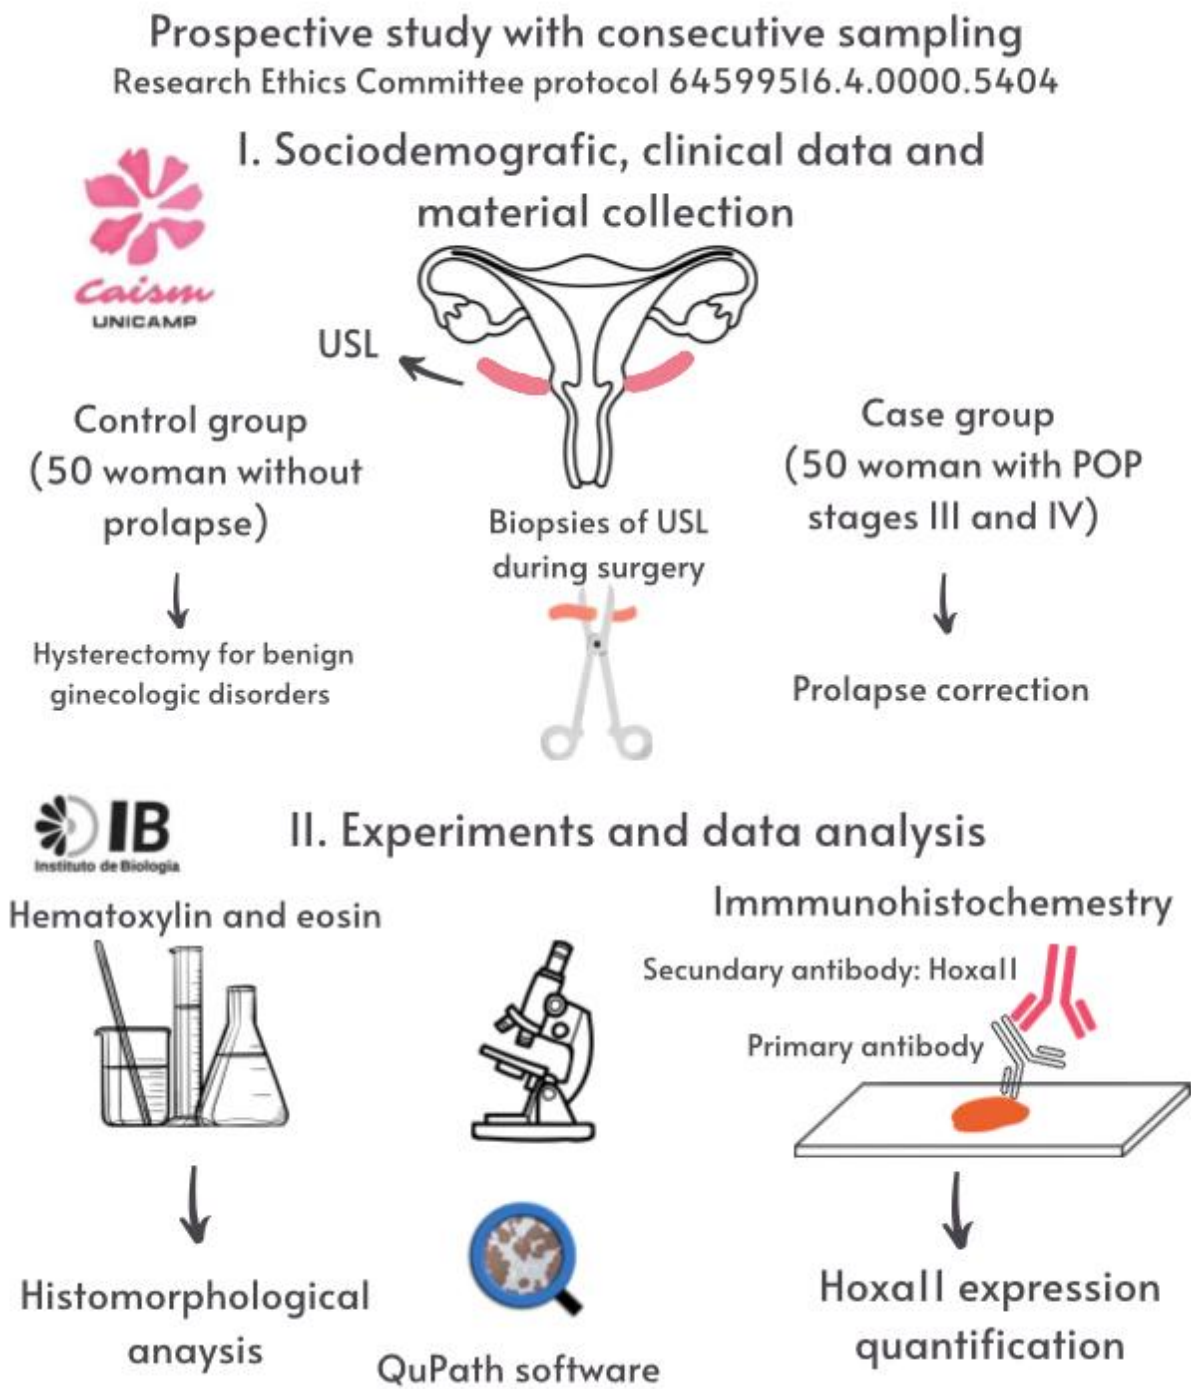 Prospective study with consecutive sampling
Research Ethics Committee protocol 64599516.4.0000.5404
I. Sociodemografic, clinical data and
material collection
Caism
UNICAMP
USL
Control group
(50 woman without
prolapse)
Hysterectomy for benign
ginecologic disorders
Biopsies of USL
during surgery
Case group
(50 woman with POP
stages III and IV)
Prolapse correction
IB
Instituto de Biologia
II. Experiments and data analysis
Hematoxylin and eosin
Histomorphological
anaysis
QuPath software
Immmunohistochemestry
Secundary antibody: Hoxa11
Primary antibody
Hoxa11 expression
quantification